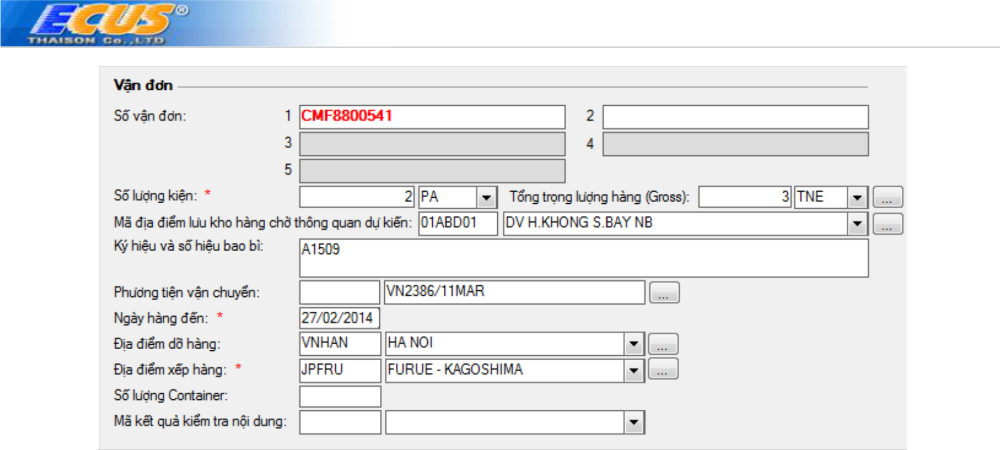 ECUS®
THAISON Co.,LTD
Vận đơn
Số vận đơn: 1 CMF8800541 2
3 4
5
Số lượng kiện: * 2 PA Tổng trọng lượng hàng (Gross): 3 TNE ...
Mã địa điểm lưu kho hàng chờ thông quan dự kiến: 01ABD01 DV H.KHONG S.BAY NB ...
Ký hiệu và số hiệu bao bì: A1509
Phương tiện vận chuyển: VN2386/11MAR ...
Ngày hàng đến: * 27/02/2014
Địa điểm dỡ hàng: VNHAN HA NOI ...
Địa điểm xếp hàng: * JPFRU FURUE - KAGOSHIMA ...
Số lượng Container:
Mã kết quả kiểm tra nội dung: